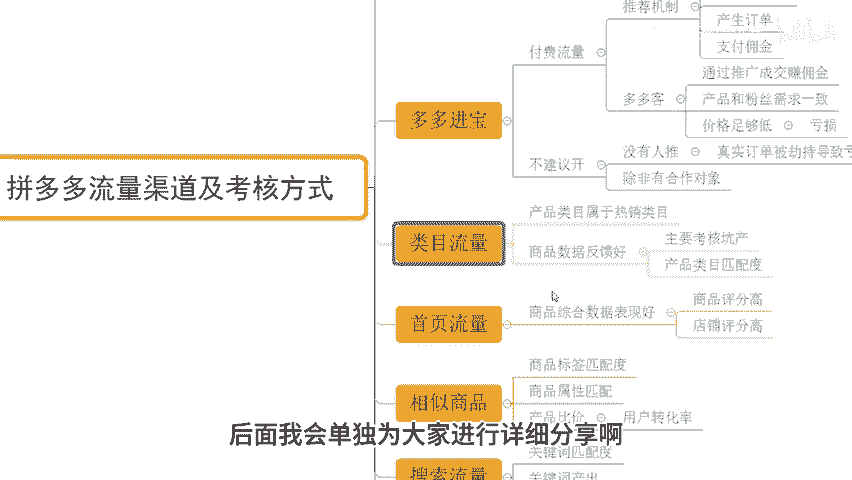 推荐机制
产生订单
支付佣金
付费流量
通过推广成交赚佣金
多多客
产品和粉丝需求一致
价格足够低
亏损
多多进宝
没有人推
真实订单被劫持导致亏
不建议开
除非有合作对象
拼多多流量渠道及考核方式
产品类目属于热销类目
类目流量
主要考核坑产
商品数据反馈好
产品类目匹配度
商品评分高
首页流量
商品综合数据表现好
店铺评分高
商品标签匹配度
相似商品
商品属性匹配
产品比价
用户转化率
后面我会单独为大家进行详细分享啊
关键词匹配度
搜索流量
关键词产出